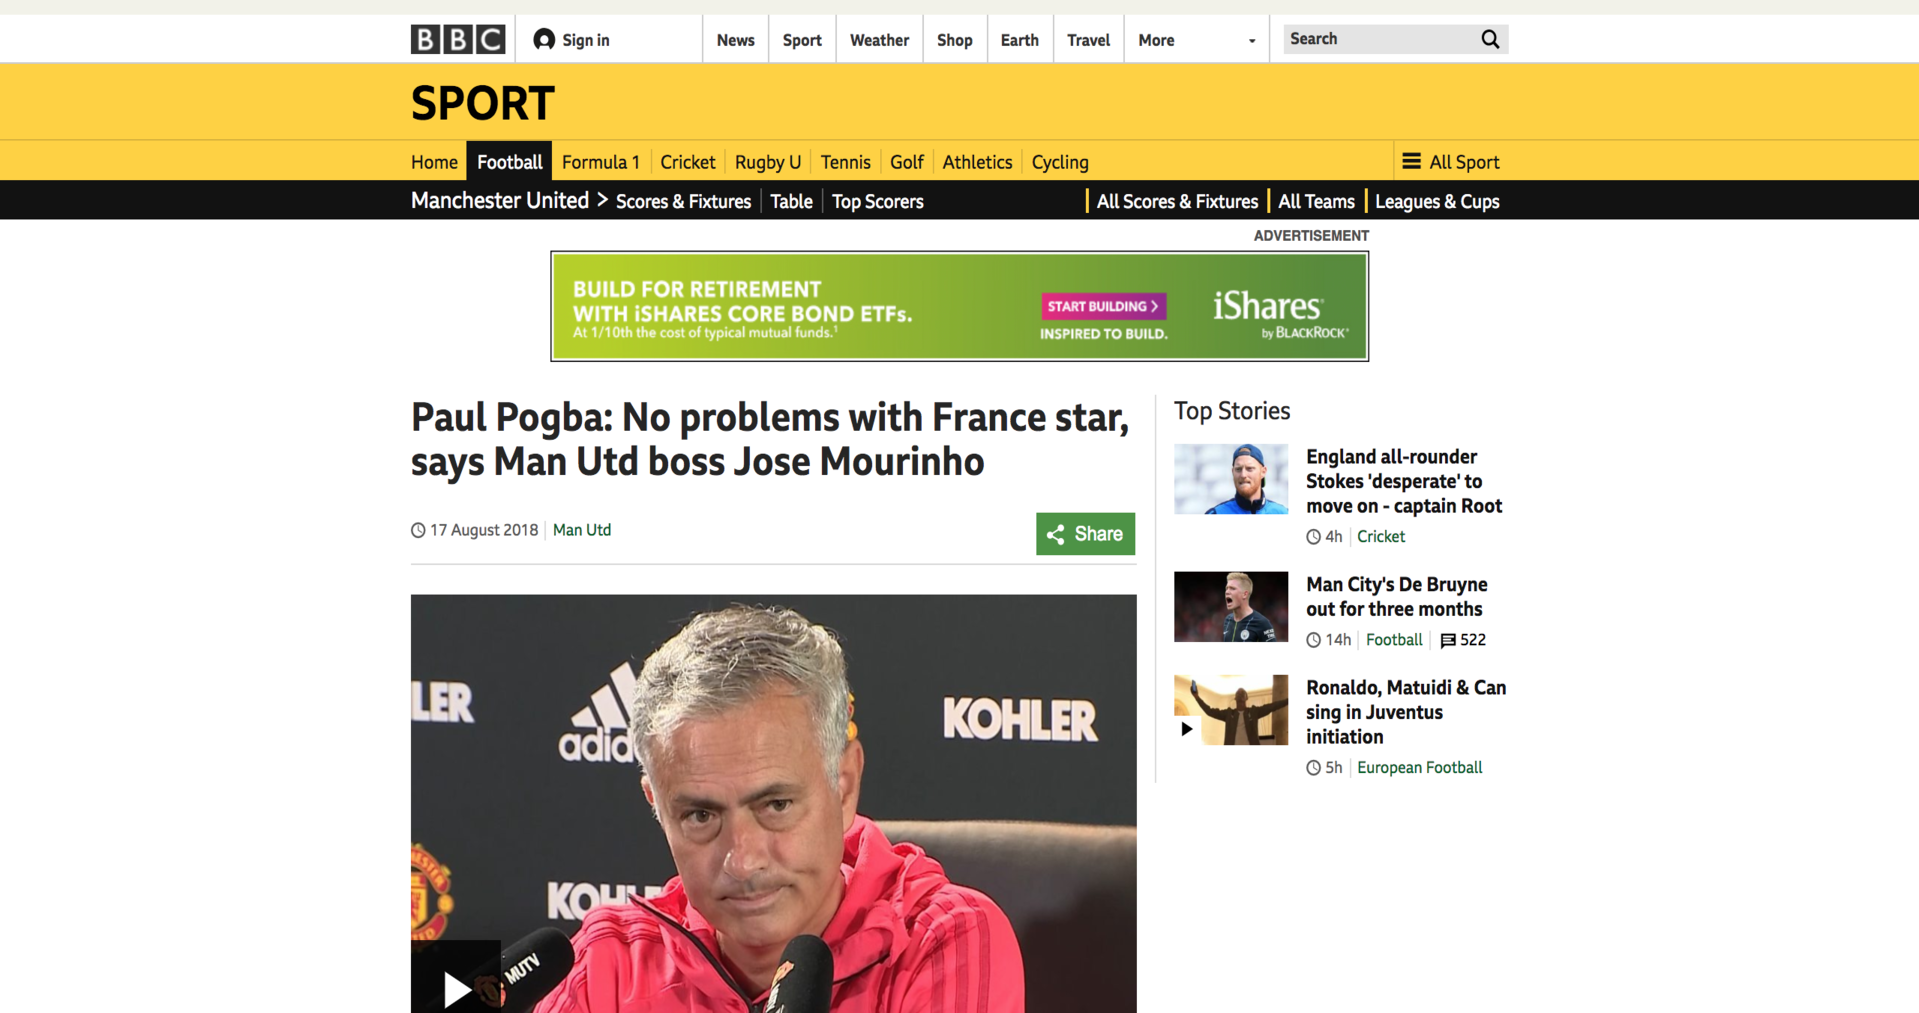 BBC
Sign in
News
Sport
Weather
Shop
Earth
Travel
More
Search
SPORT
Home
Football
Formula 1
Cricket
Rugby U
Tennis
Golf
Athletics
Cycling
All Sport
Manchester United
Scores & Fixtures
Table
Top Scorers
All Scores & Fixtures
All Teams
Leagues & Cups
ADVERTISEMENT
BUILD FOR RETIREMENT
WITH iSHARES CORE BOND ETFs.
At 1/10th the cost of typical mutual funds.¹
START BUILDING >
INSPIRED TO BUILD.
iShares®
by BLACKROCK®
Paul Pogba: No problems with France star,
says Man Utd boss Jose Mourinho
17 August 2018
Man Utd
Share
LER
adid
KOHLER
KOHL
MUTV
Top Stories
England all-rounder
Stokes 'desperate' to
move on - captain Root
4h
Cricket
Man City's De Bruyne
out for three months
14h
Football
522
Ronaldo, Matuidi & Can
sing in Juventus
initiation
5h
European Football